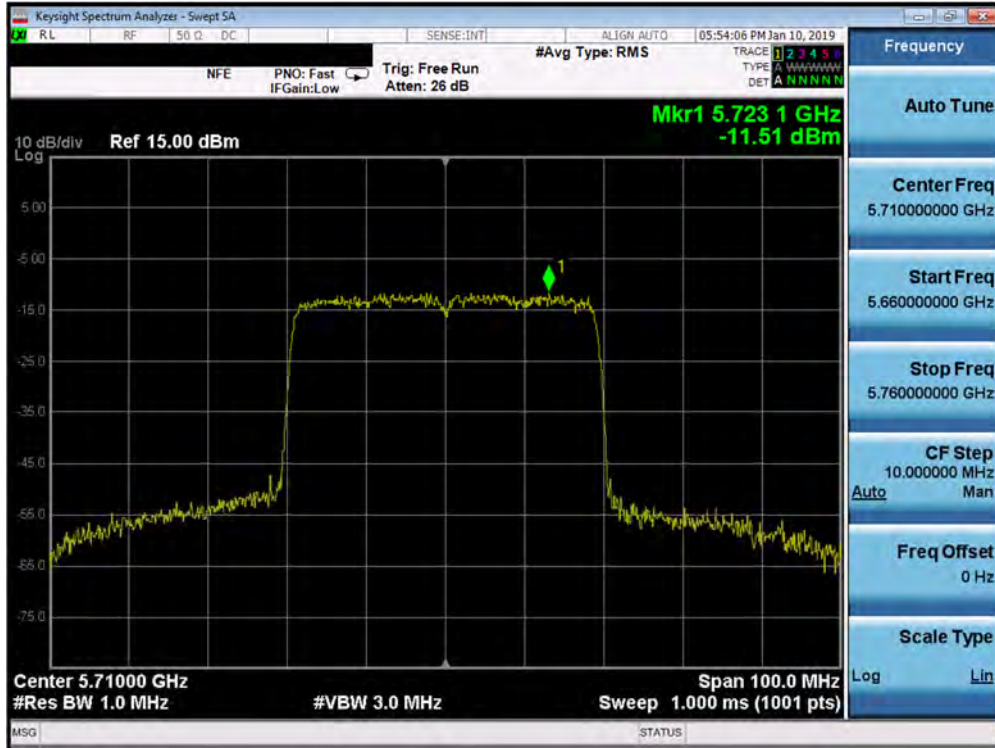 Keysight Spectrum Analyzer - Swept SA
LXI RL RF 50 Ω DC SENSE:INT ALIGN AUTO 05:54:06 PM Jan 10, 2019
Frequency
#Avg Type: RMS
TRACE 1 2 3 4 5 6
NFE PNO: Fast Trig: Free Run TYPE A WWWWW
IFGain:Low Atten: 26 dB DET A N N N N N
Auto Tune
Mkr1 5.723 1 GHz
-11.51 dBm
10 dB/div Ref 15.00 dBm
Log
Center Freq
5.710000000 GHz
5.00
-5.00
1
Start Freq
5.660000000 GHz
-15.0
-25.0
Stop Freq
5.760000000 GHz
-35.0
-45.0
CF Step
10.000000 MHz
Auto Man
-55.0
Freq Offset
0 Hz
-65.0
-75.0
Scale Type
Log Lin
Center 5.71000 GHz Span 100.0 MHz
#Res BW 1.0 MHz #VBW 3.0 MHz Sweep 1.000 ms (1001 pts)
MSG STATUS